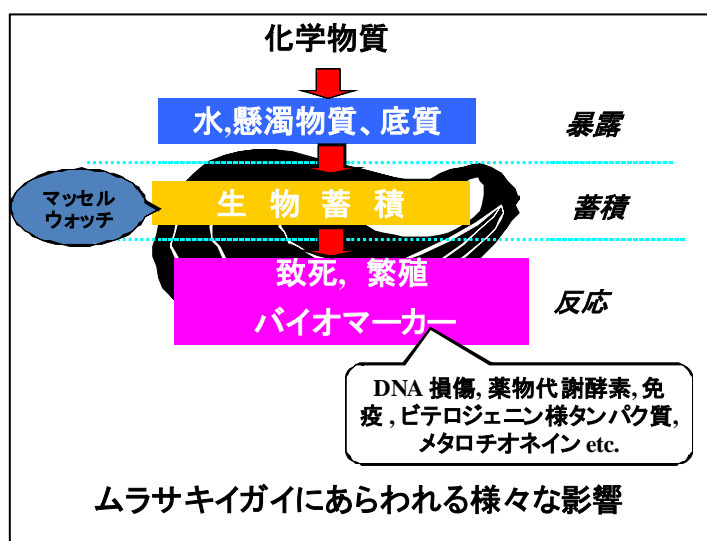 化学物質
水,懸濁物質、底質
暴露
マッセル
ウォッチ
生 物 蓄 積
蓄積
致死, 繁殖
バイオマーカー
反応
DNA 損傷, 薬物代謝酵素, 免
疫 , ビテロジェニン様タンパク質,
メタロチオネイン etc.
ムラサキイガイにあらわれる様々な影響